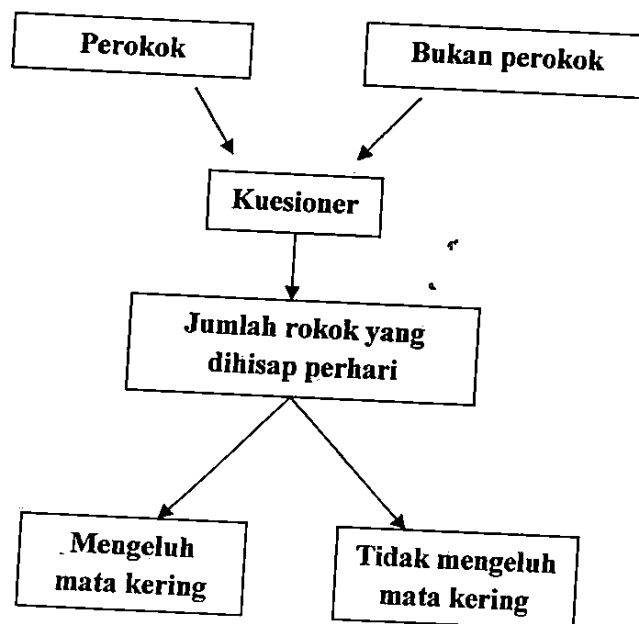 Perokok
Bukan perokok
Kuesioner
Jumlah rokok yang
dihisap perhari
Mengeluh
mata kering
Tidak mengeluh
mata kering